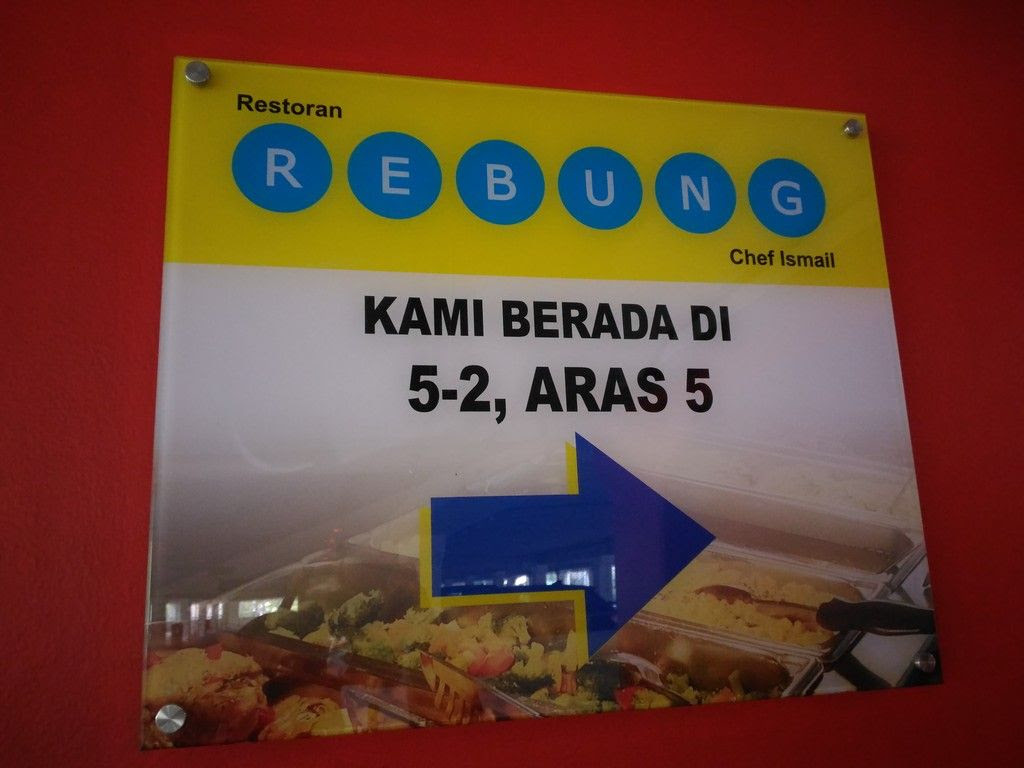 Restoran
REBUNG
Chef Ismail
KAMI BERADA DI
5-2, ARAS 5